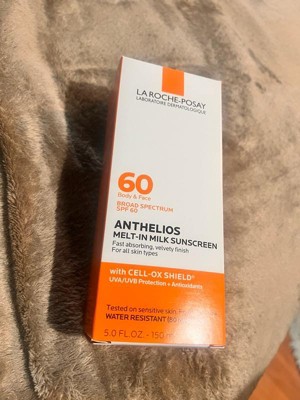 LA ROCHE-POSAY
LABORATOIRE DERMATOLOGIQUE
60
Body & Face
BROAD SPECTRUM
SPF 60
ANTHELIOS
MELT-IN MILK SUNSCREEN
Fast absorbing, velvety finish
For all skin types
with CELL-OX SHIELD®
UVA/UVB Protection + Antioxidants
Tested on sensitive skin
WATER RESISTANT
5.0 FL. OZ. - 150